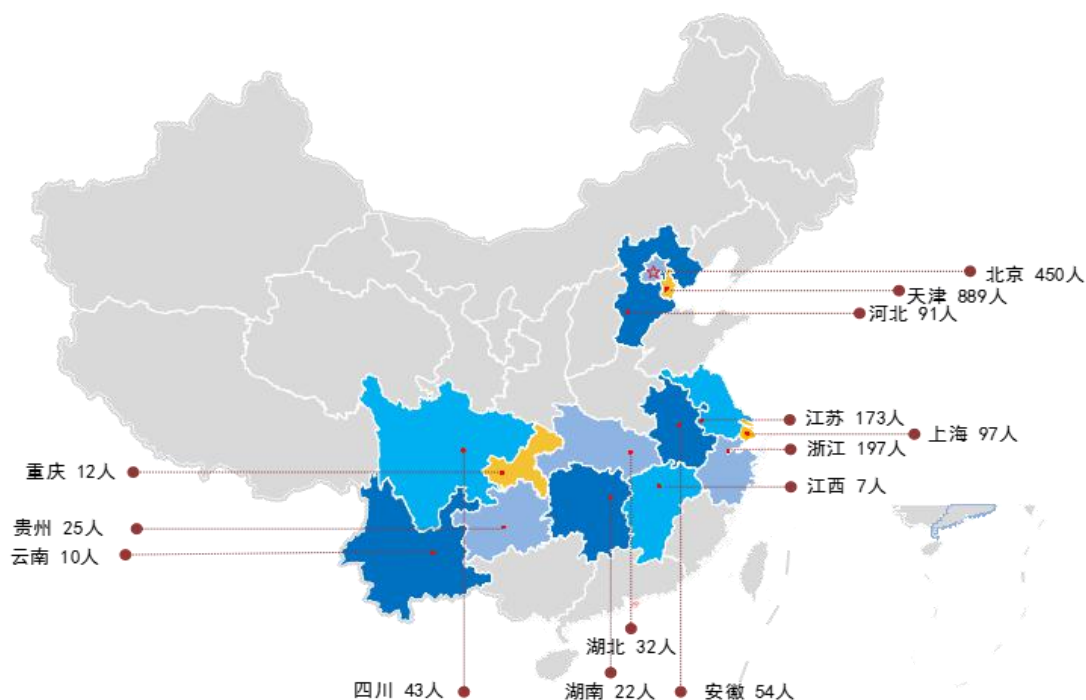 北京 450人
天津 889人
河北 91人
江苏 173人
上海 97人
浙江 197人
重庆 12人
江西 7人
贵州 25人
云南 10人
湖北 32人
四川 43人
湖南 22人
安徽 54人